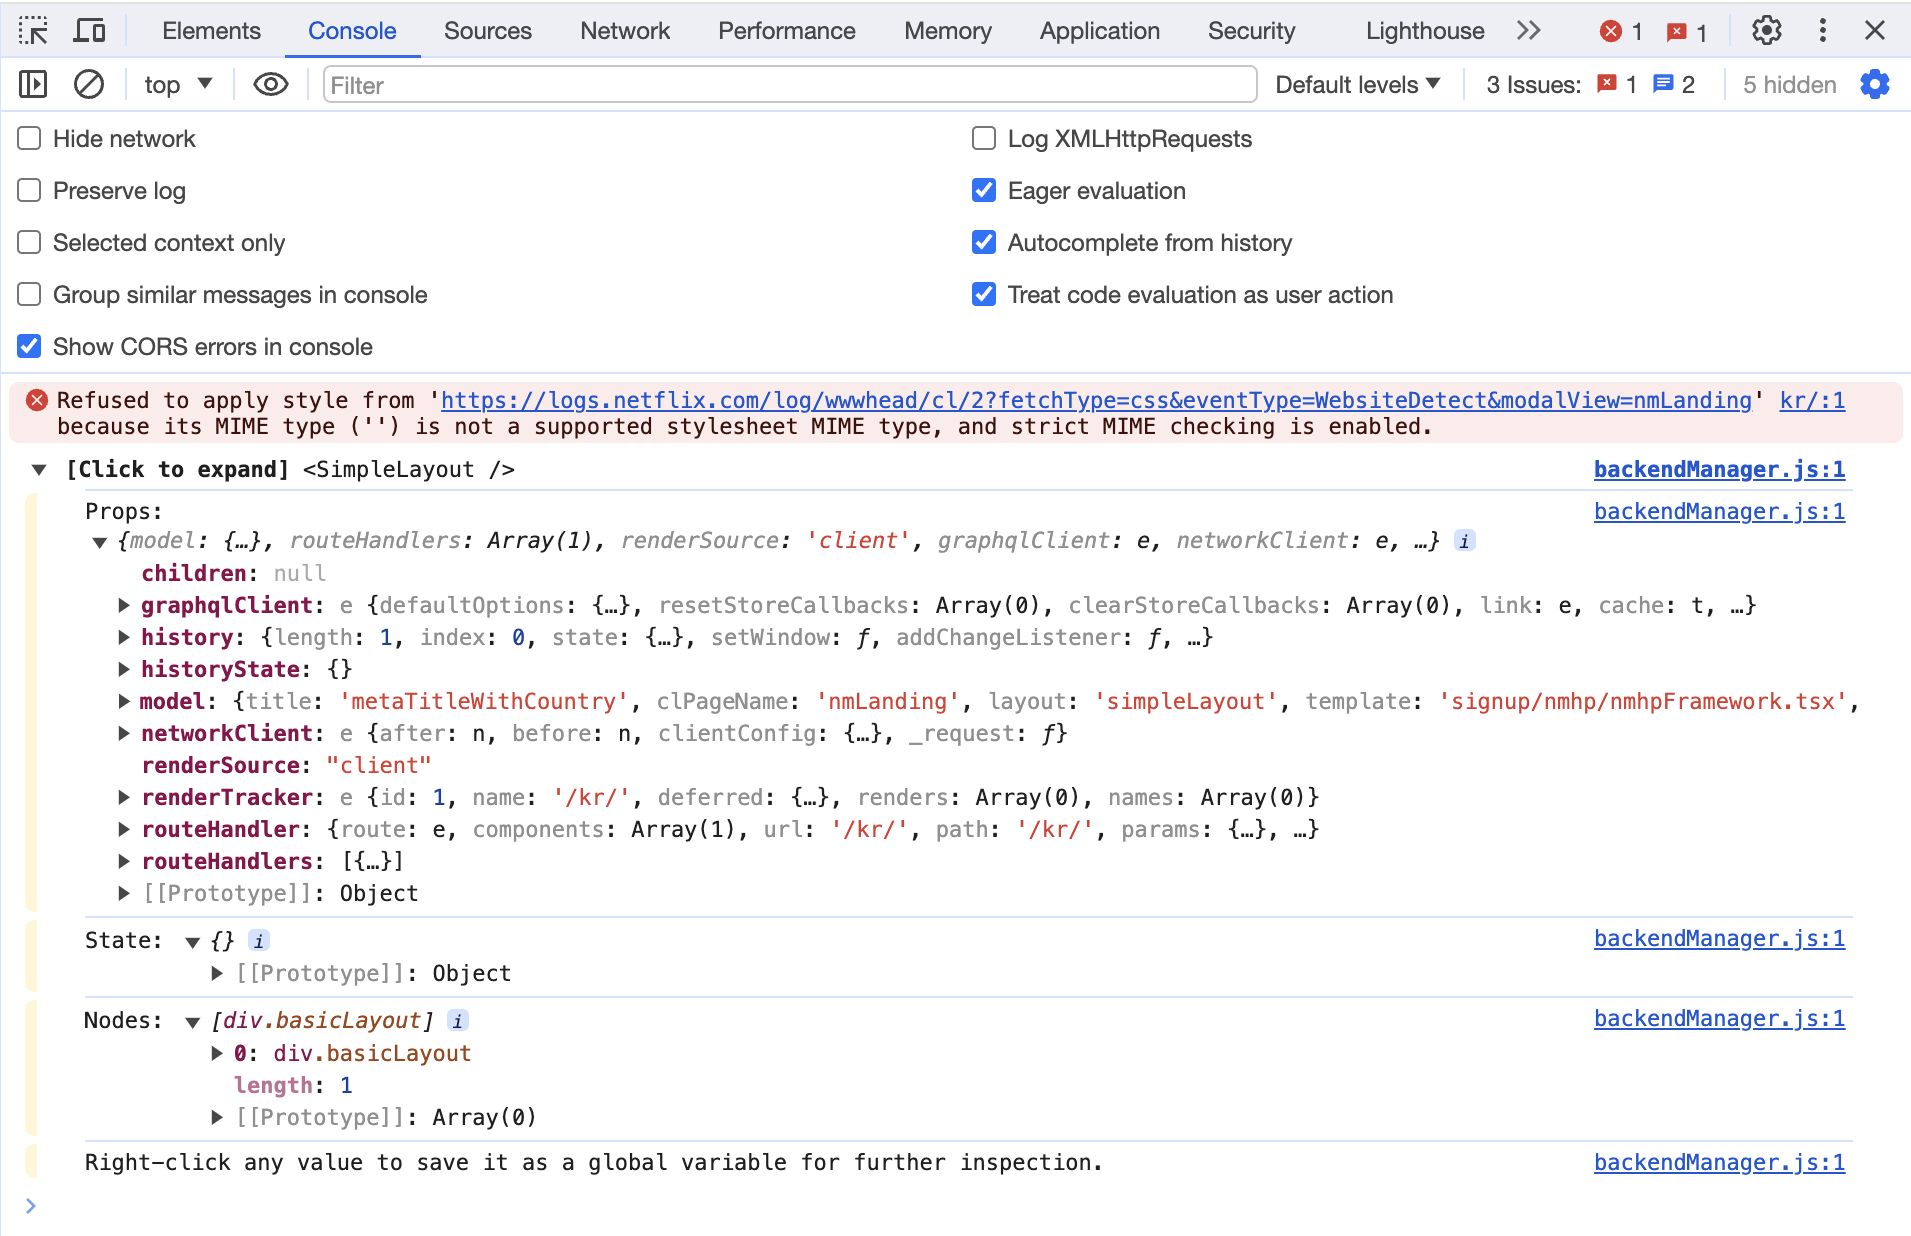 Elements Console Sources Network Performance Memory Application Security Lighthouse 1 1
top Filter Default levels 3 Issues: 1 2 5 hidden
Hide network Log XMLHttpRequests
Preserve log Eager evaluation
Selected context only Autocomplete from history
Group similar messages in console Treat code evaluation as user action
Show CORS errors in console
Refused to apply style from 'https://logs.netflix.com/log/wwwhead/cl/2?fetchType=css&eventType=WebsiteDetect&modalView=nmLanding' kr/:1
because its MIME type ('') is not a supported stylesheet MIME type, and strict MIME checking is enabled.
[Click to expand] <SimpleLayout /> backendManager.js:1
Props: backendManager.js:1
{model: {…}, routeHandlers: Array(1), renderSource: 'client', graphqlClient: e, networkClient: e, …} i
children: null
graphqlClient: e {defaultOptions: {…}, resetStoreCallbacks: Array(0), clearStoreCallbacks: Array(0), link: e, cache: t, …}
history: {length: 1, index: 0, state: {…}, setWindow: ƒ, addChangeListener: ƒ, …}
historyState: {}
model: {title: 'metaTitleWithCountry', clPageName: 'nmLanding', layout: 'simpleLayout', template: 'signup/nmhp/nmhpFramework.tsx',
networkClient: e {after: n, before: n, clientConfig: {…}, _request: ƒ}
renderSource: "client"
renderTracker: e {id: 1, name: '/kr/', deferred: {…}, renders: Array(0), names: Array(0)}
routeHandler: {route: e, components: Array(1), url: '/kr/', path: '/kr/', params: {…}, …}
routeHandlers: [{…}]
[[Prototype]]: Object
State: {} i backendManager.js:1
[[Prototype]]: Object
Nodes: [div.basicLayout] i backendManager.js:1
0: div.basicLayout
length: 1
[[Prototype]]: Array(0)
Right-click any value to save it as a global variable for further inspection. backendManager.js:1